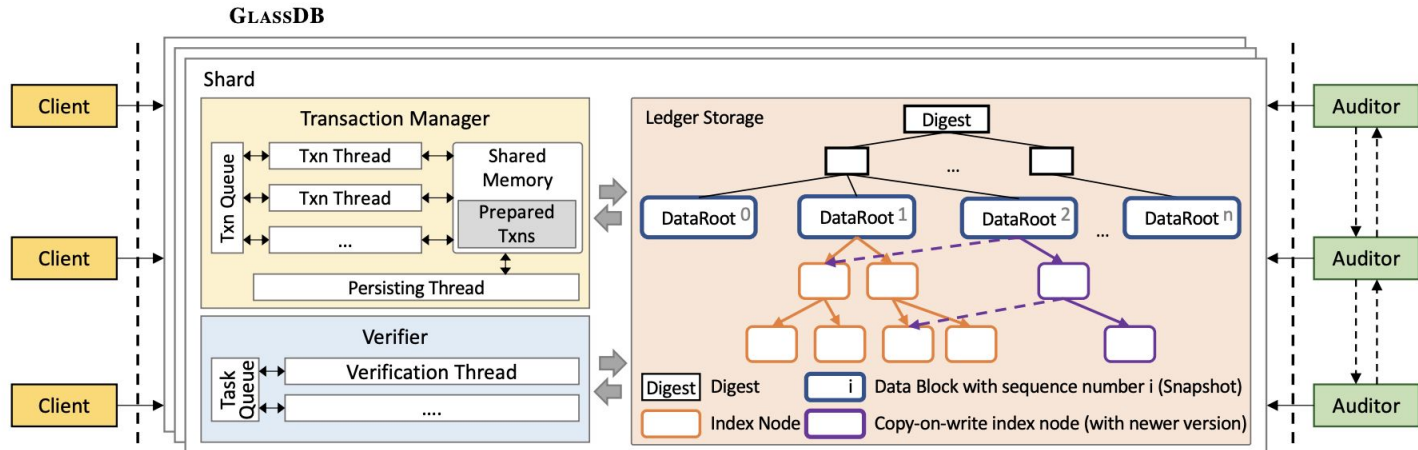 GLASSDB
Shard
Client
Client
Client
Transaction Manager
Txn Queue
Txn Thread
Txn Thread
...
Shared
Memory
Prepared
Txns
Persisting Thread
Verifier
Task
Queue
Verification Thread
....
Ledger Storage
Digest
...
DataRoot 0
DataRoot 1
DataRoot 2
...
DataRoot n
Digest Digest
i Data Block with sequence number i (Snapshot)
Index Node
Copy-on-write index node (with newer version)
Auditor
Auditor
Auditor